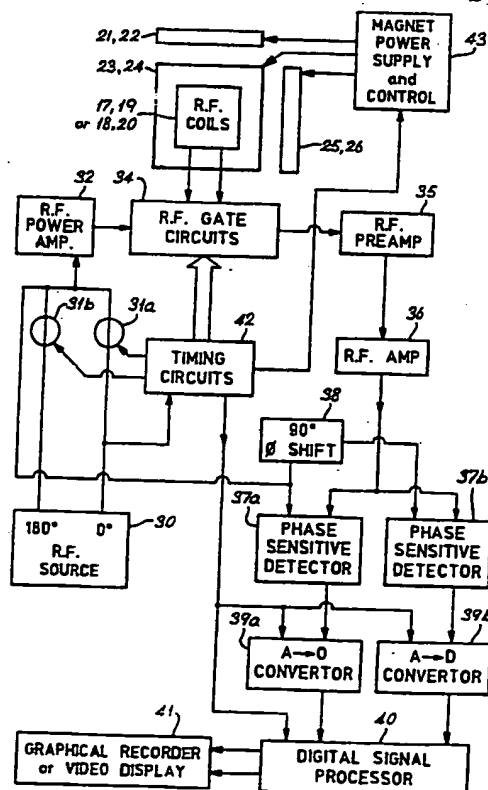 21, 22
MAGNET
POWER
SUPPLY
and
CONTROL
43
23, 24
17, 19
or 18, 20
R.F.
COILS
25, 26
32
34
35
R.F.
POWER
AMP.
R.F. GATE
CIRCUITS
R.F.
PREAMP
31b
31a
42
36
TIMING
CIRCUITS
R.F. AMP
38
90°
Ø SHIFT
37a
37b
180° 0°
30
R.F.
SOURCE
PHASE
SENSITIVE
DETECTOR
PHASE
SENSITIVE
DETECTOR
39a
39b
A→D
CONVERTOR
A→D
CONVERTOR
41
40
GRAPHICAL RECORDER
or VIDEO DISPLAY
DIGITAL SIGNAL
PROCESSOR